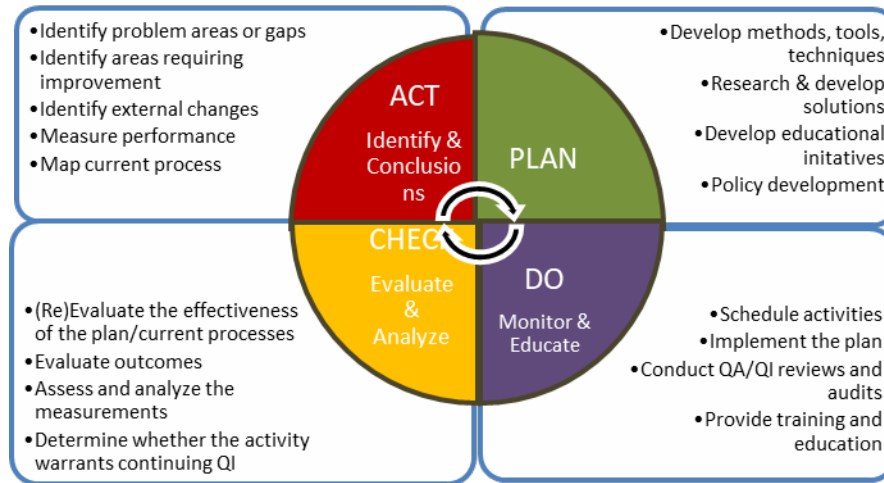 •Identify problem areas or gaps
•Identify areas requiring
improvement
•Identify external changes
•Measure performance
•Map current process
ACT
Identify &
Conclusio
ns
PLAN
•Develop methods, tools,
techniques
•Research & develop
solutions
•Develop educational
initatives
•Policy development
•(Re)Evaluate the effectiveness
of the plan/current processes
•Evaluate outcomes
•Assess and analyze the
measurements
•Determine whether the activity
warrants continuing QI
CHECK
Evaluate
&
Analyze
DO
Monitor &
Educate
•Schedule activities
•Implement the plan
•Conduct QA/QI reviews and
audits
•Provide training and
education